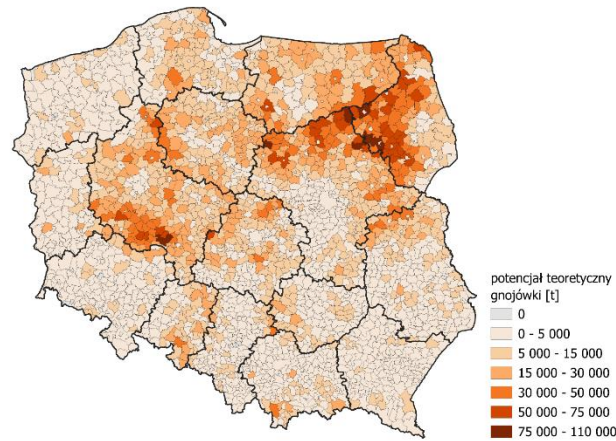 potencjał teoretyczny
gnojówki [t]
0
0 - 5 000
5 000 - 15 000
15 000 - 30 000
30 000 - 50 000
50 000 - 75 000
75 000 - 110 000